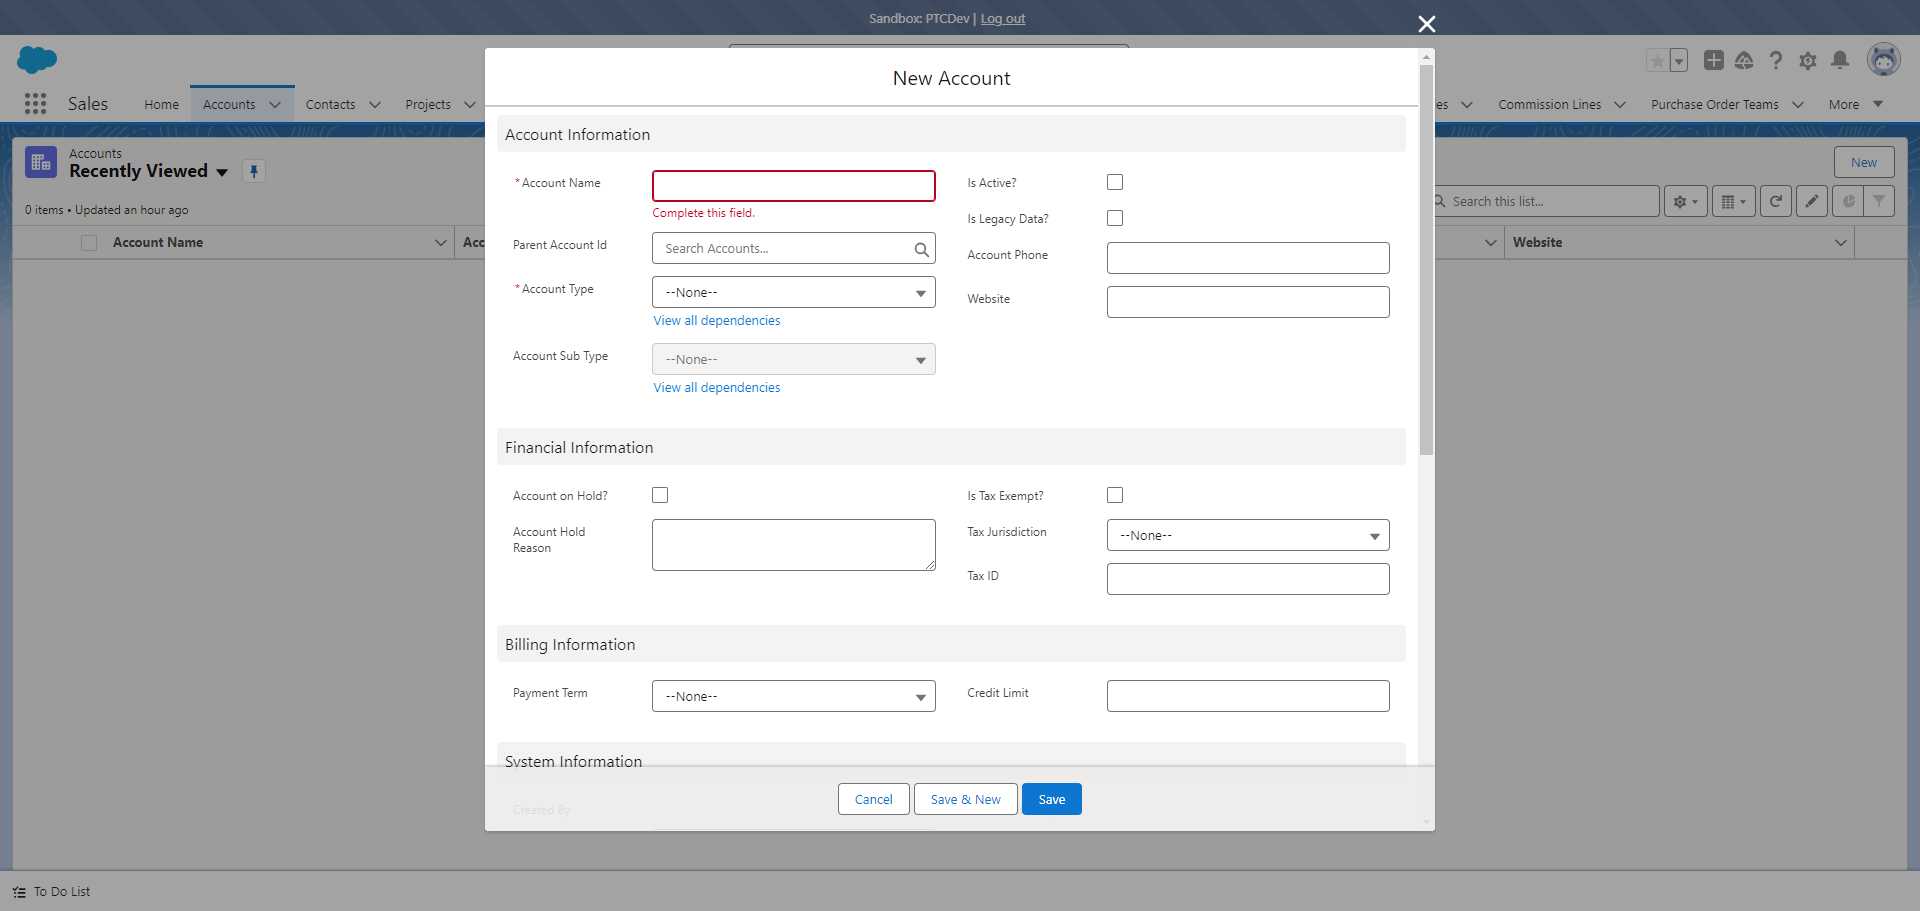 Sandbox: PTCDev | Log out
Sales
Home
Accounts
Contacts
Projects
es
Commission Lines
Purchase Order Teams
More
Accounts
Recently Viewed
0 items • Updated an hour ago
New
Search this list...
Account Name
Acc
Website
New Account
Account Information
*Account Name
Complete this field.
Parent Account Id
Search Accounts...
*Account Type
--None--
View all dependencies
Account Sub Type
--None--
View all dependencies
Is Active?
Is Legacy Data?
Account Phone
Website
Financial Information
Account on Hold?
Account Hold
Reason
Is Tax Exempt?
Tax Jurisdiction
--None--
Tax ID
Billing Information
Payment Term
--None--
Credit Limit
System Information
Created By
Cancel
Save & New
Save
To Do List